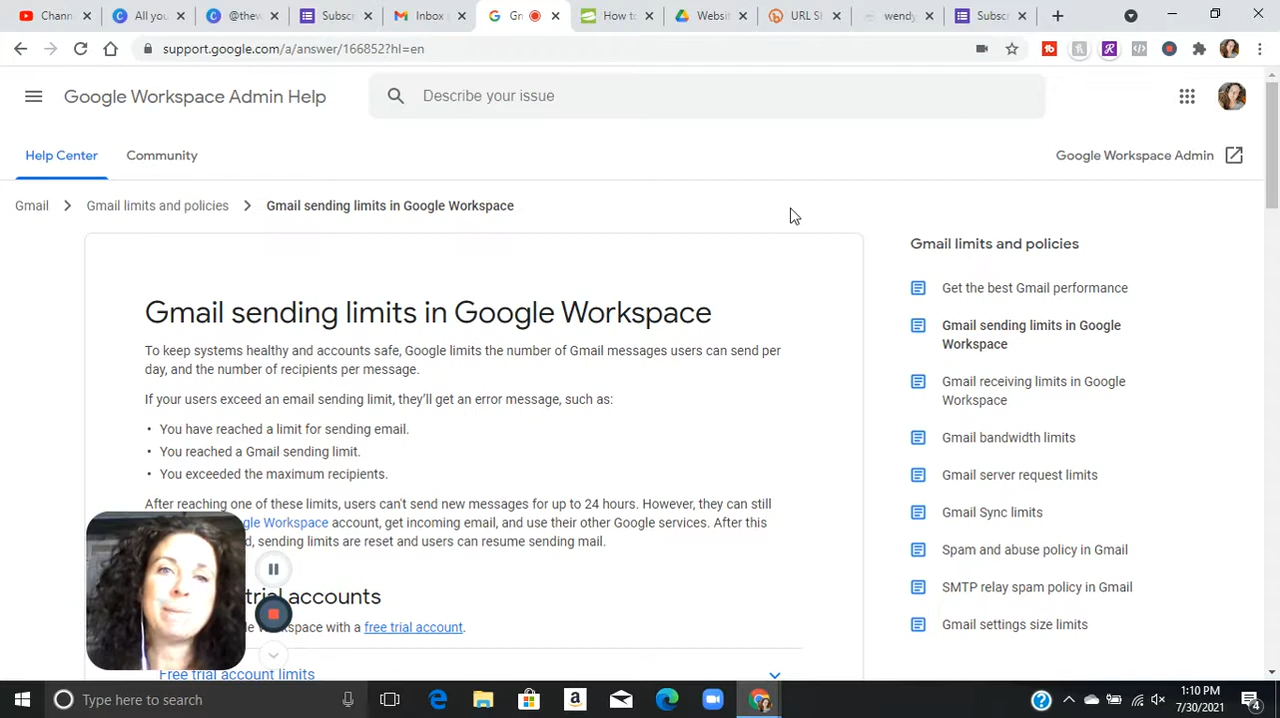 Chann
All you
@the
Subscr
Inbox (
Gm
How to
Websit
URL S
wendy
Subsc
support.google.com/a/answer/166852?hl=en
Google Workspace Admin Help
Describe your issue
Help Center
Community
Google Workspace Admin
Gmail
Gmail limits and policies
Gmail sending limits in Google Workspace
Gmail sending limits in Google Workspace
To keep systems healthy and accounts safe, Google limits the number of Gmail messages users can send per
day, and the number of recipients per message.
If your users exceed an email sending limit, they'll get an error message, such as:
• You have reached a limit for sending email.
• You reached a Gmail sending limit.
• You exceeded the maximum recipients.
After reaching one of these limits, users can't send new messages for up to 24 hours. However, they can still
gle Workspace account, get incoming email, and use their other Google services. After this
d, sending limits are reset and users can resume sending mail.
trial accounts
le Workspace with a free trial account.
Free trial account limits
Gmail limits and policies
Get the best Gmail performance
Gmail sending limits in Google
Workspace
Gmail receiving limits in Google
Workspace
Gmail bandwidth limits
Gmail server request limits
Gmail Sync limits
Spam and abuse policy in Gmail
SMTP relay spam policy in Gmail
Gmail settings size limits
Type here to search
1:10 PM
7/30/2021
4